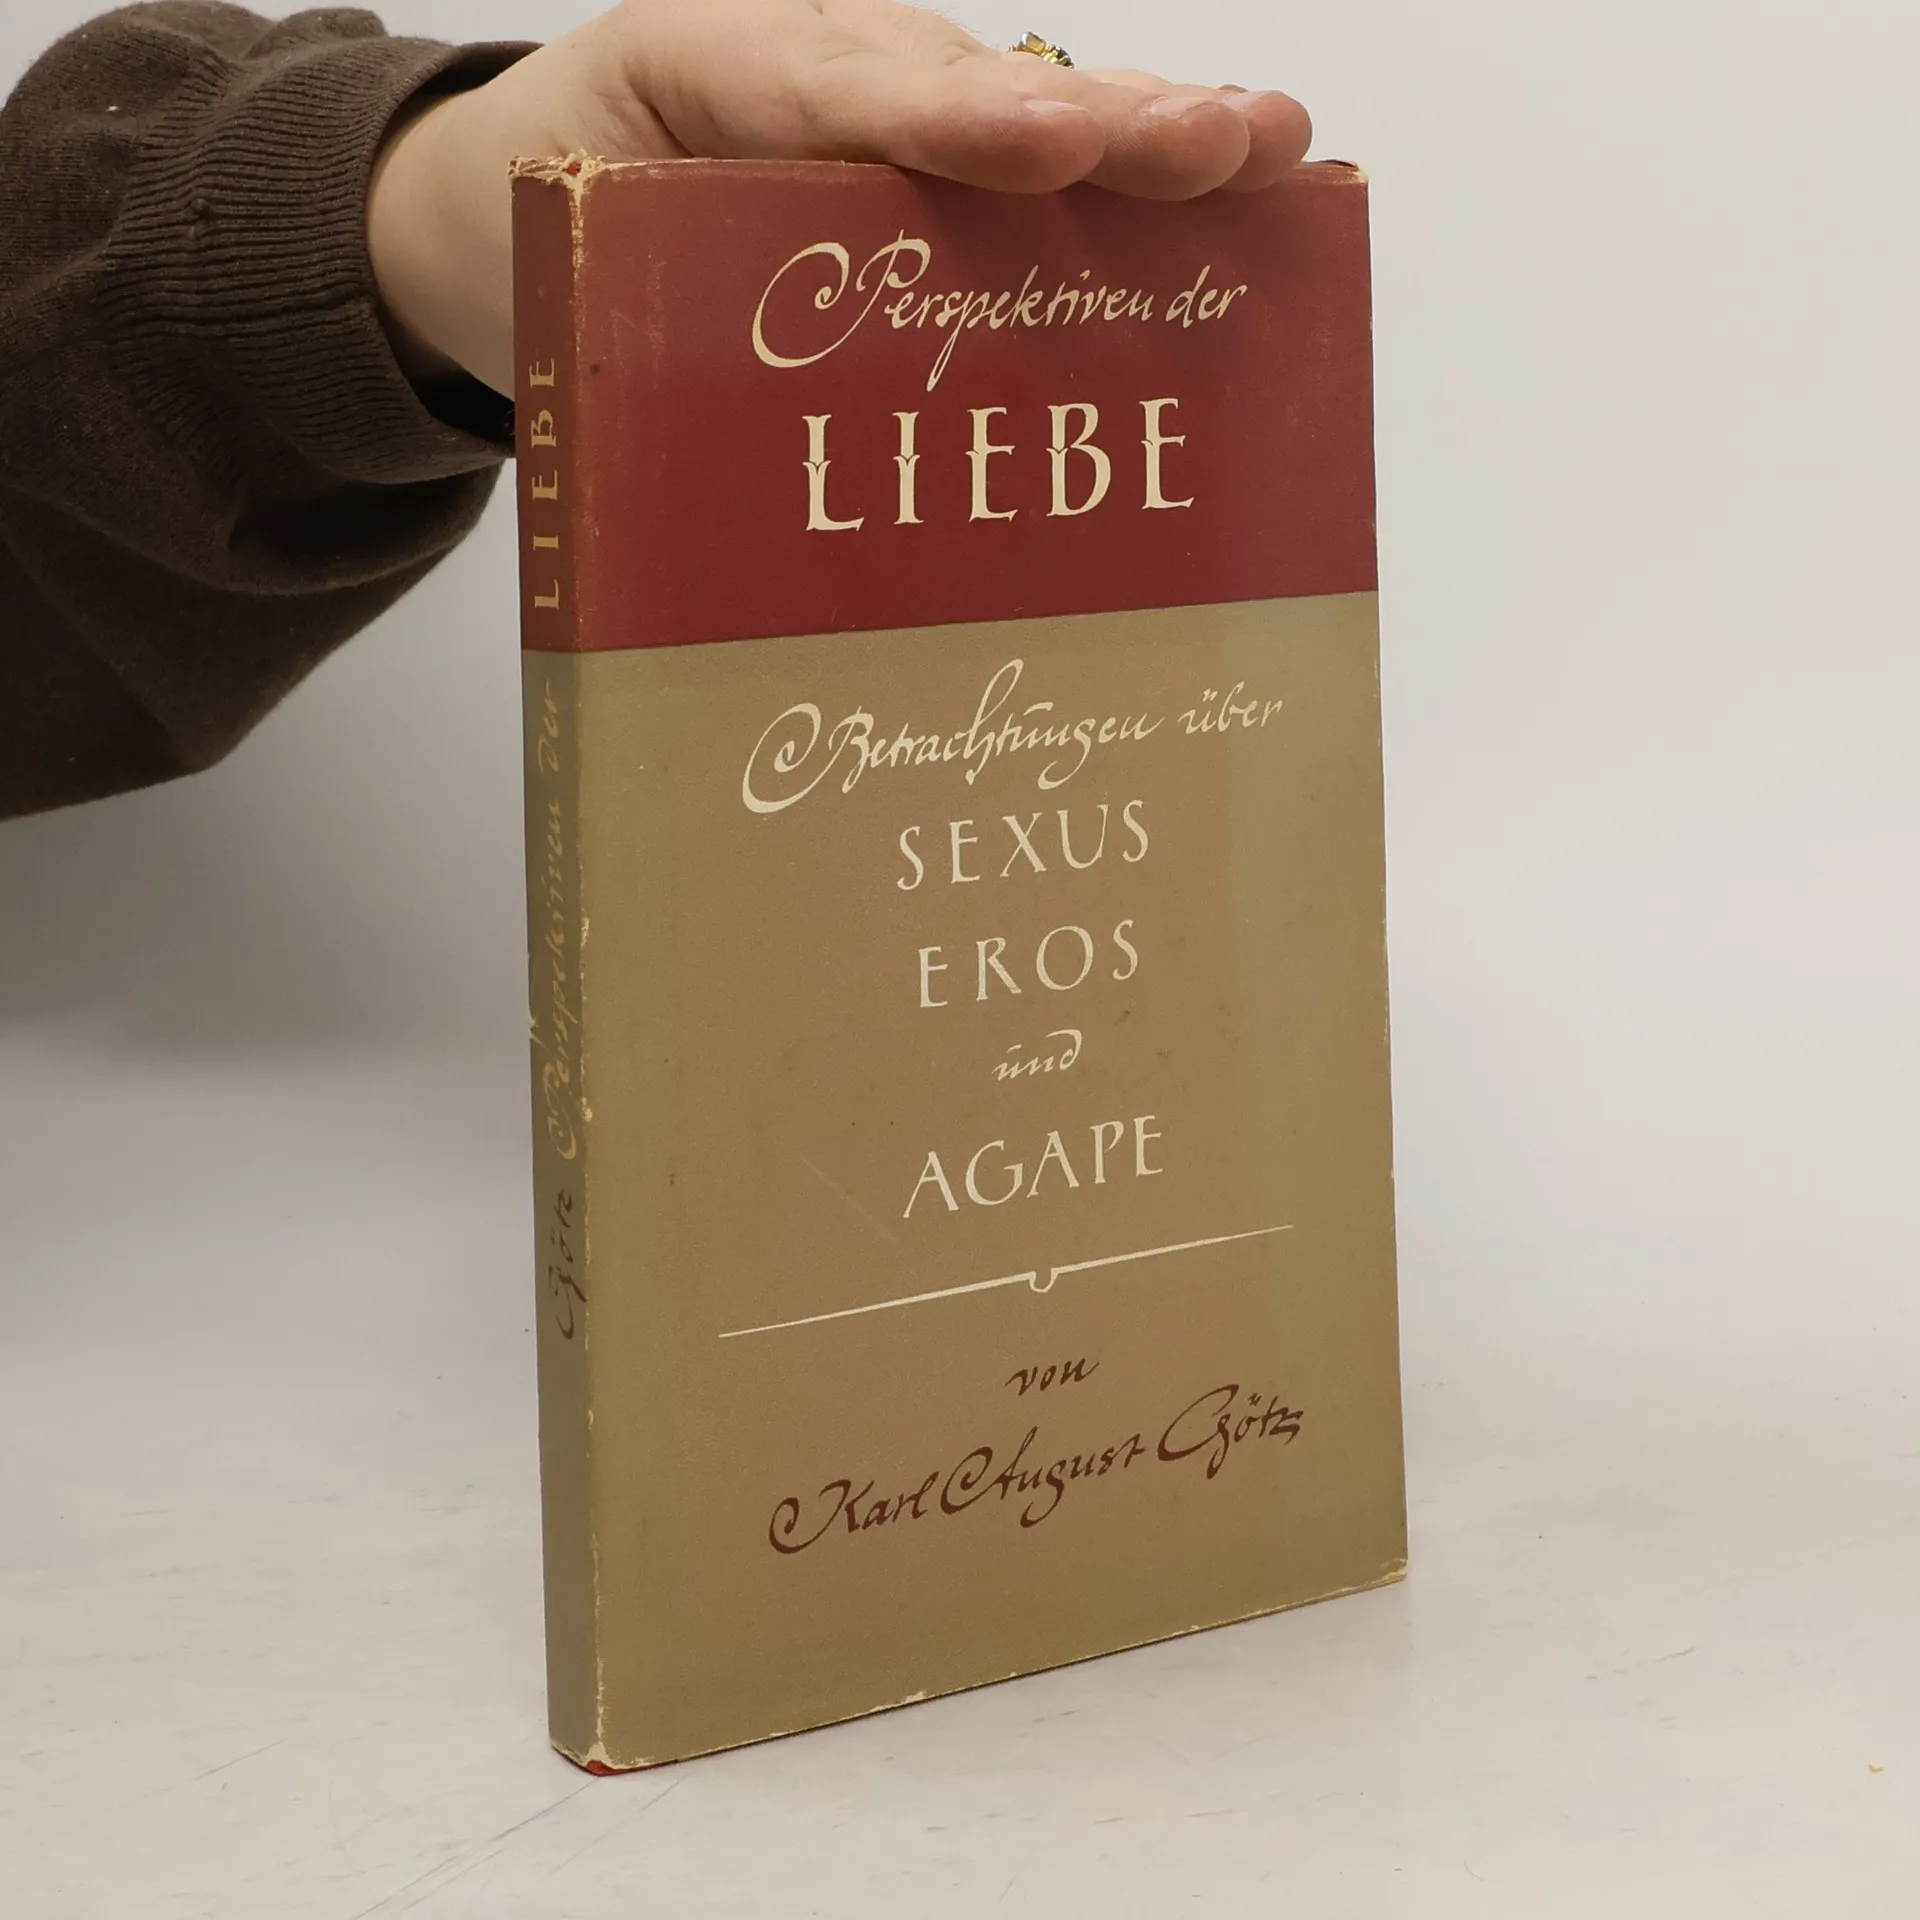 Perspektiven der
LIEBE
Betrachtungen über
SEXUS
EROS
und
AGAPE
von
Karl August Götz
Götz Perspektiven der LIEBE